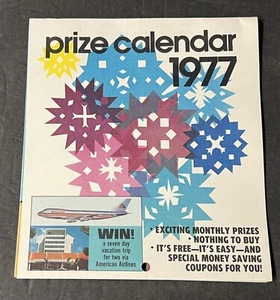 prize calendar
1977
WIN!
a seven day
vacation trip
for two via
American Airlines
• EXCITING MONTHLY PRIZES
• NOTHING TO BUY
• IT'S FREE—IT'S EASY—AND
SPECIAL MONEY SAVING
COUPONS FOR YOU!